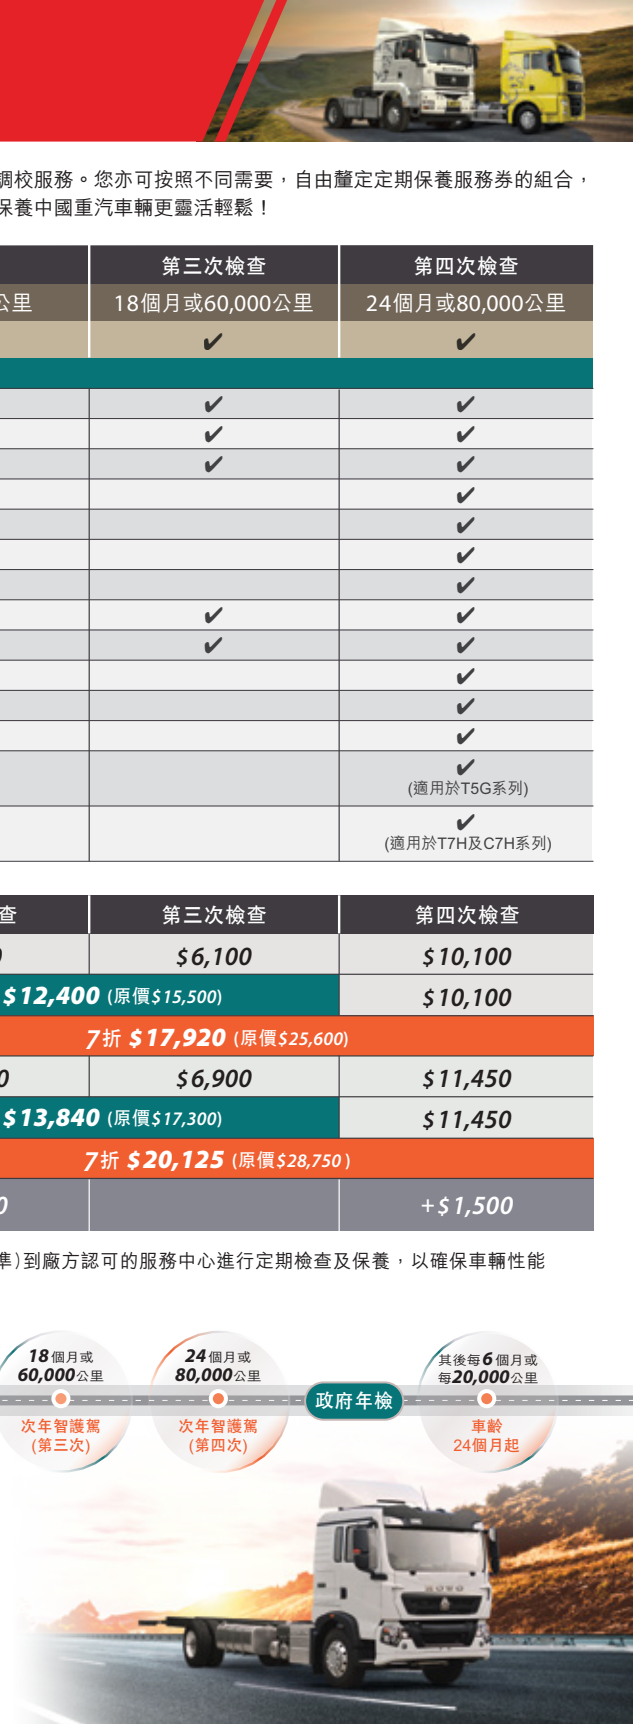 調校服務。您亦可按照不同需要，自由釐定定期保養服務券的組合，
保養中國重汽車輛更靈活輕鬆！
第三次檢查 第四次檢查
公里 18個月或60,000公里 24個月或80,000公里
✔ ✔
✔ ✔
✔ ✔
✔ ✔
✔
✔
✔
✔
✔ ✔
✔ ✔
✔
✔
✔
✔
(適用於T5G系列)
✔
(適用於T7H及C7H系列)
查 第三次檢查 第四次檢查
0 $6,100 $10,100
$12,400 (原價$15,500) $10,100
7折 $17,920 (原價$25,600)
0 $6,900 $11,450
$13,840 (原價$17,300) $11,450
7折 $20,125 (原價$28,750)
0 +$1,500
準)到廠方認可的服務中心進行定期檢查及保養，以確保車輛性能
18個月或
60,000公里
次年智護駕
(第三次)
24個月或
80,000公里
次年智護駕
(第四次)
政府年檢
其後每6個月或
每20,000公里
車齡
24個月起
HOWO